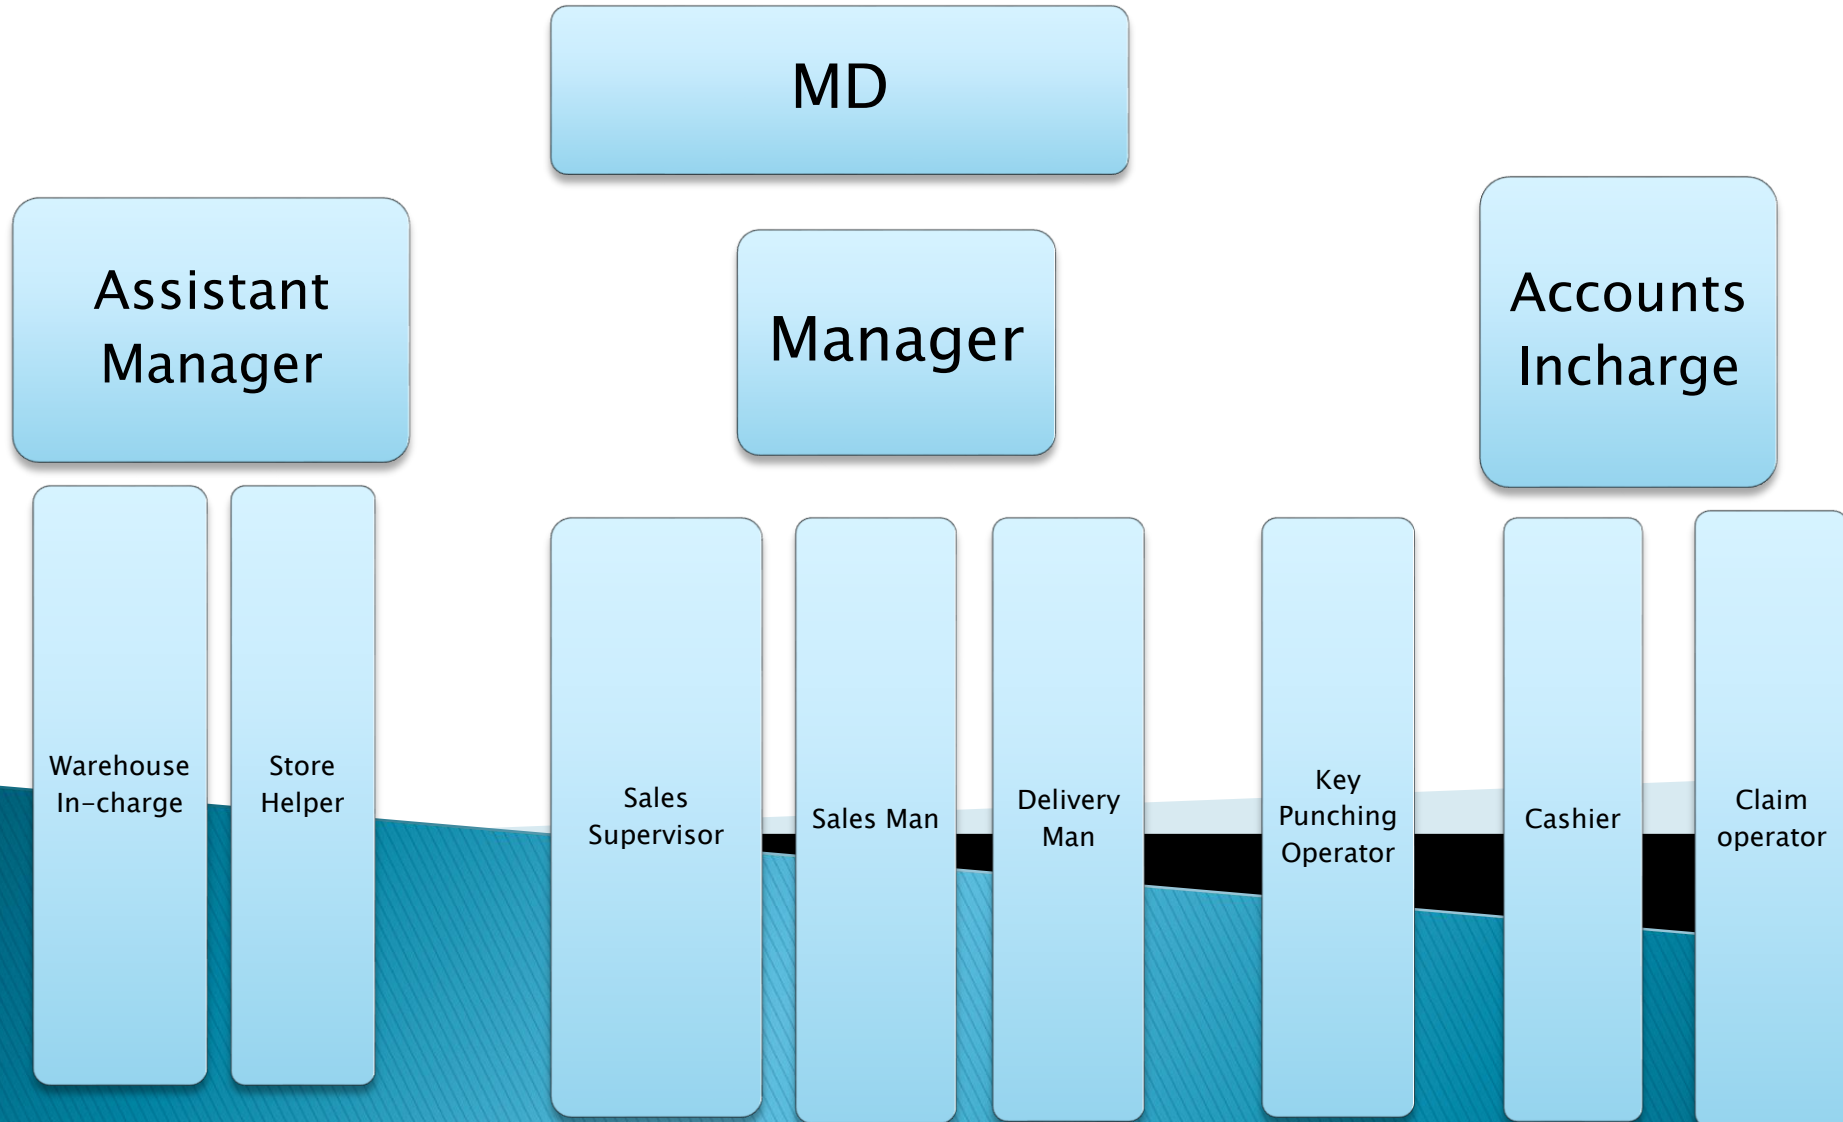 MD
Assistant
Manager
Manager
Accounts
Incharge
Warehouse
In-charge
Store
Helper
Sales
Supervisor
Sales Man
Delivery
Man
Key
Punching
Operator
Cashier
Claim
operator